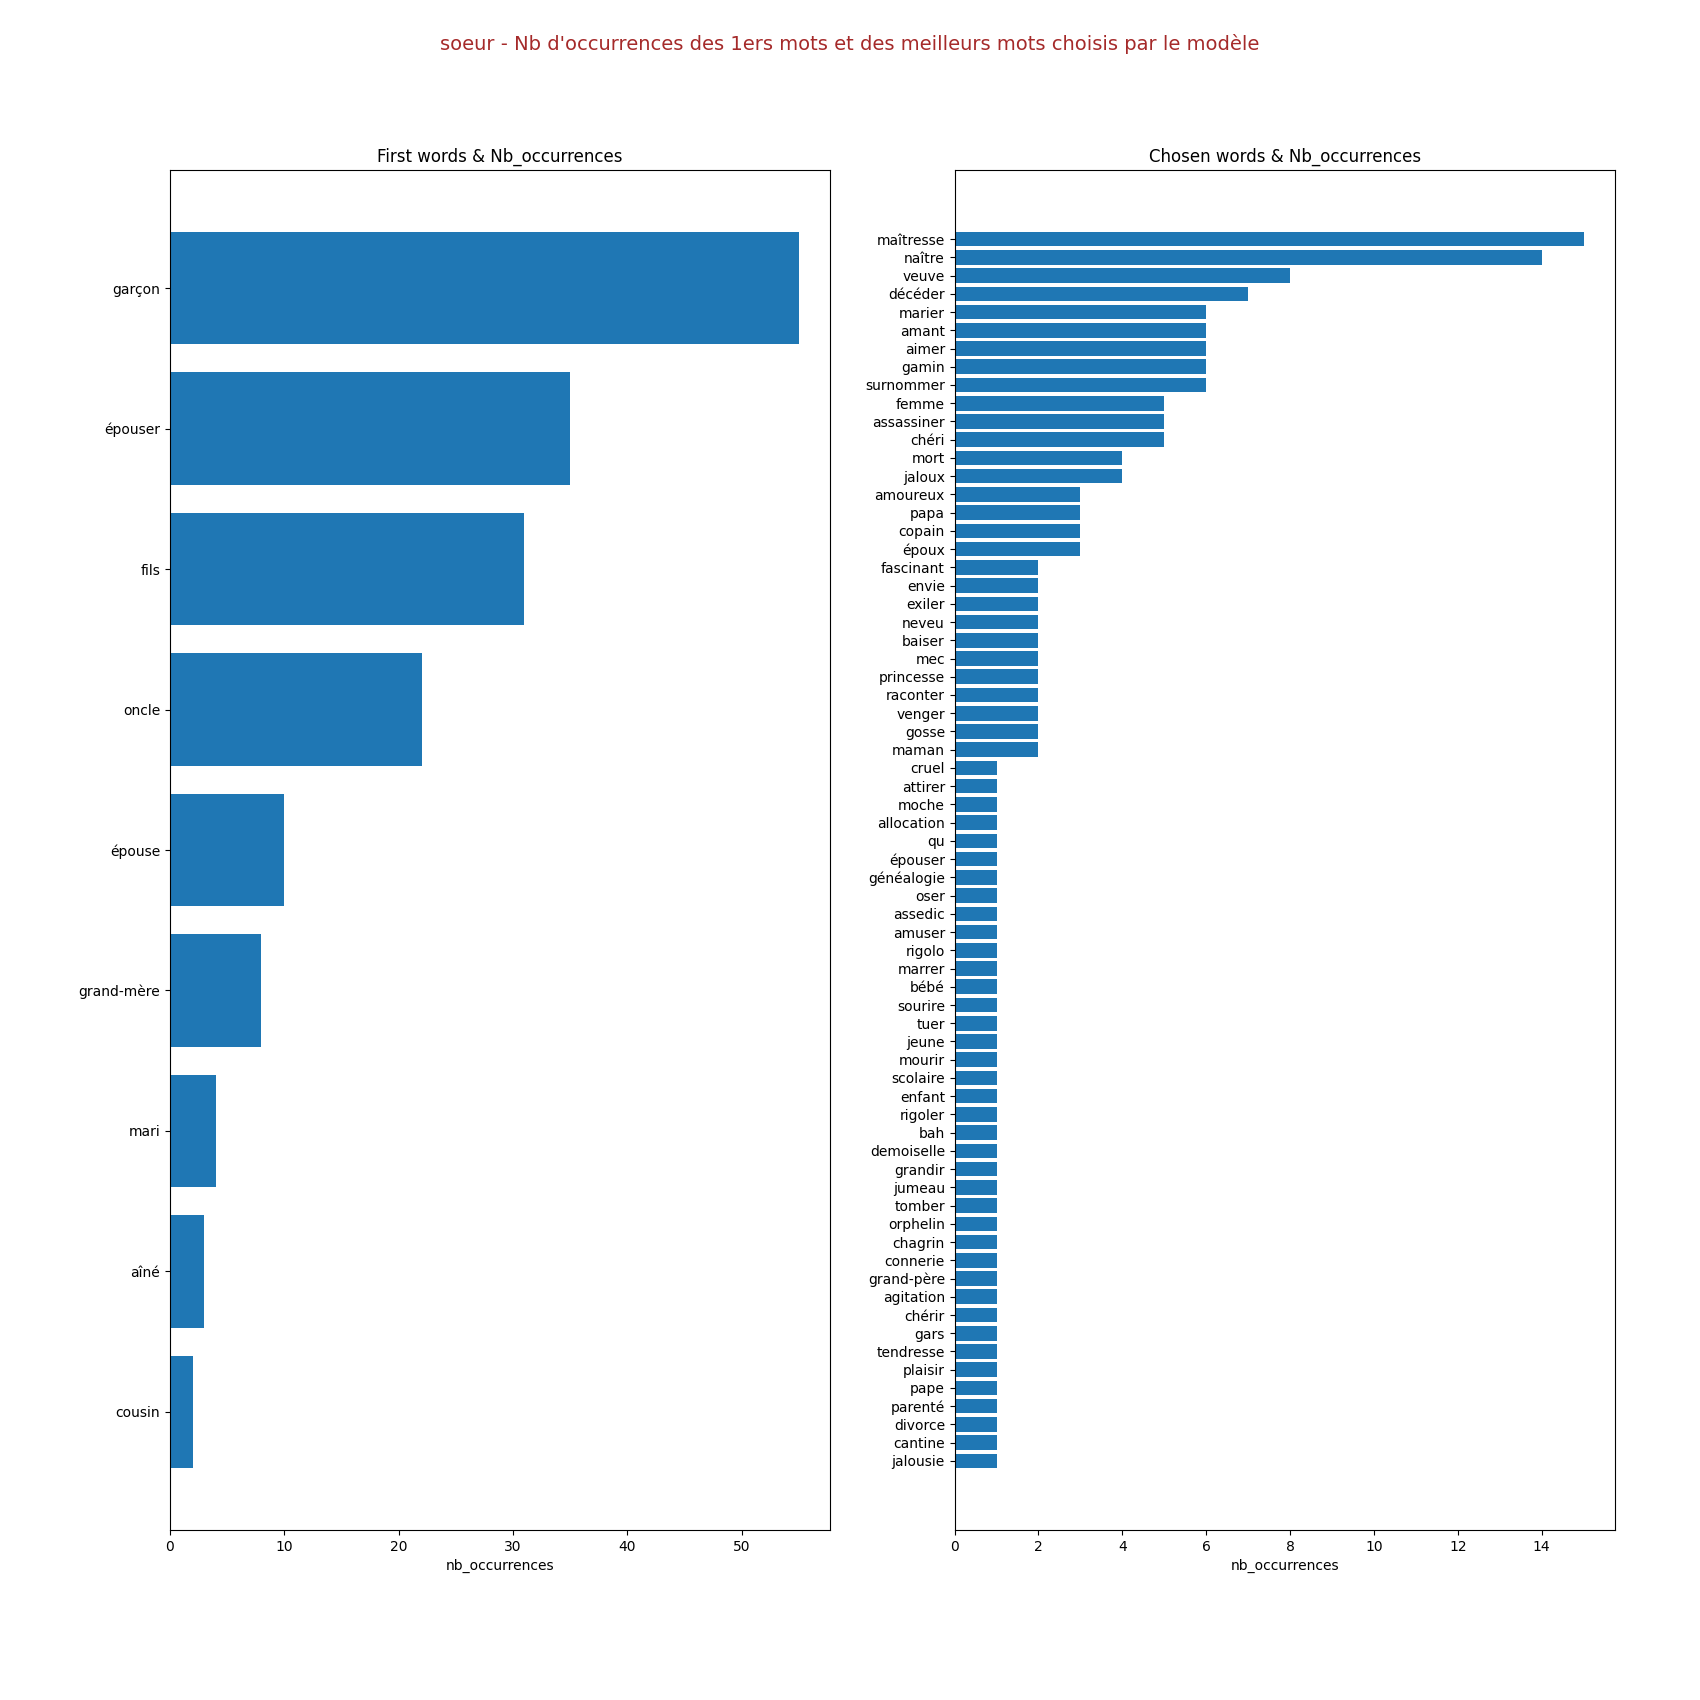 soeur - Nb d'occurrences des 1ers mots et des meilleurs mots choisis par le modèle
First words & Nb_occurrences
garçon
épouser
fils
oncle
épouse
grand-mère
mari
aîné
cousin
0 10 20 30 40 50
nb_occurrences
Chosen words & Nb_occurrences
maîtresse
naître
veuve
décéder
marier
amant
aimer
gamin
surnommer
femme
assassiner
chéri
mort
jaloux
amoureux
papa
copain
époux
fascinant
envie
exiler
neveu
baiser
mec
princesse
raconter
venger
gosse
maman
cruel
attirer
moche
allocation
qu
épouser
généalogie
oser
assedic
amuser
rigolo
marrer
bébé
sourire
tuer
jeune
mourir
scolaire
enfant
rigoler
bah
demoiselle
grandir
jumeau
tomber
orphelin
chagrin
connerie
grand-père
agitation
chérir
gars
tendresse
plaisir
pape
parenté
divorce
cantine
jalousie
0 2 4 6 8 10 12 14
nb_occurrences